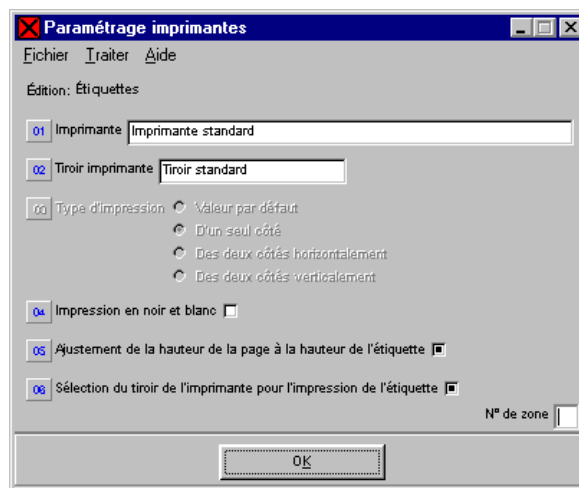 Paramétrage imprimantes
Fichier Traiter Aide
Édition: Étiquettes
01 Imprimante Imprimante standard
02 Tiroir imprimante Tiroir standard
03 Type d'impression Valeur par défaut
D'un seul côté
Des deux côtés horizontalement
Des deux côtés verticalement
04 Impression en noir et blanc
05 Ajustement de la hauteur de la page à la hauteur de l'étiquette
06 Sélection du tiroir de l'imprimante pour l'impression de l'étiquette
N° de zone
OK